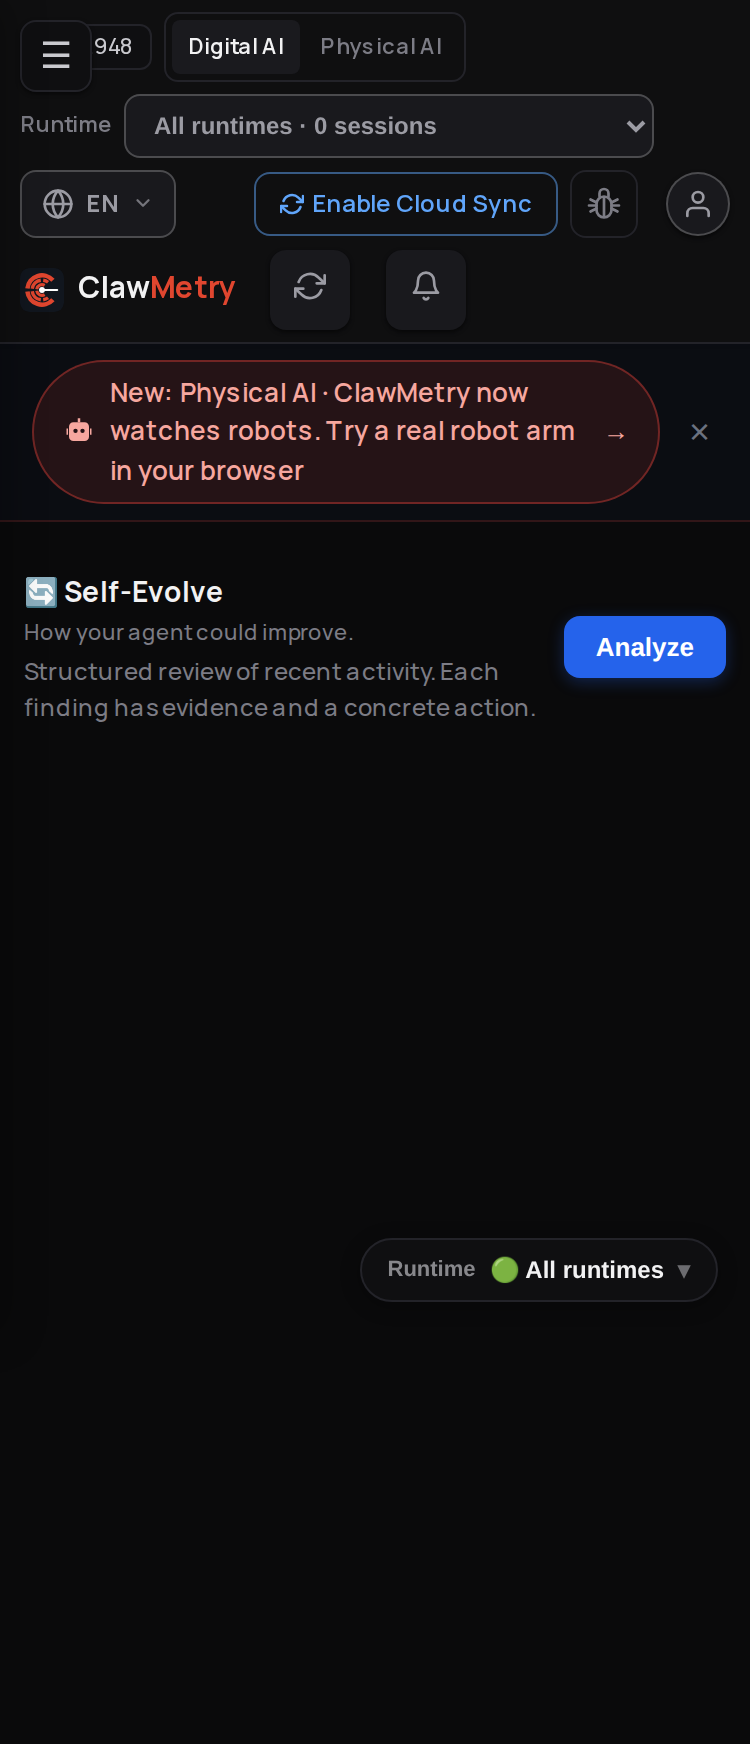 ☰ 948 Digital AI Physical AI
Runtime All runtimes · 0 sessions
EN Enable Cloud Sync
ClawMetry
New: Physical AI · ClawMetry now
watches robots. Try a real robot arm →
in your browser
×
🔄 Self-Evolve
How your agent could improve.
Structured review of recent activity. Each
finding has evidence and a concrete action.
Analyze
Runtime 🟢 All runtimes ▼